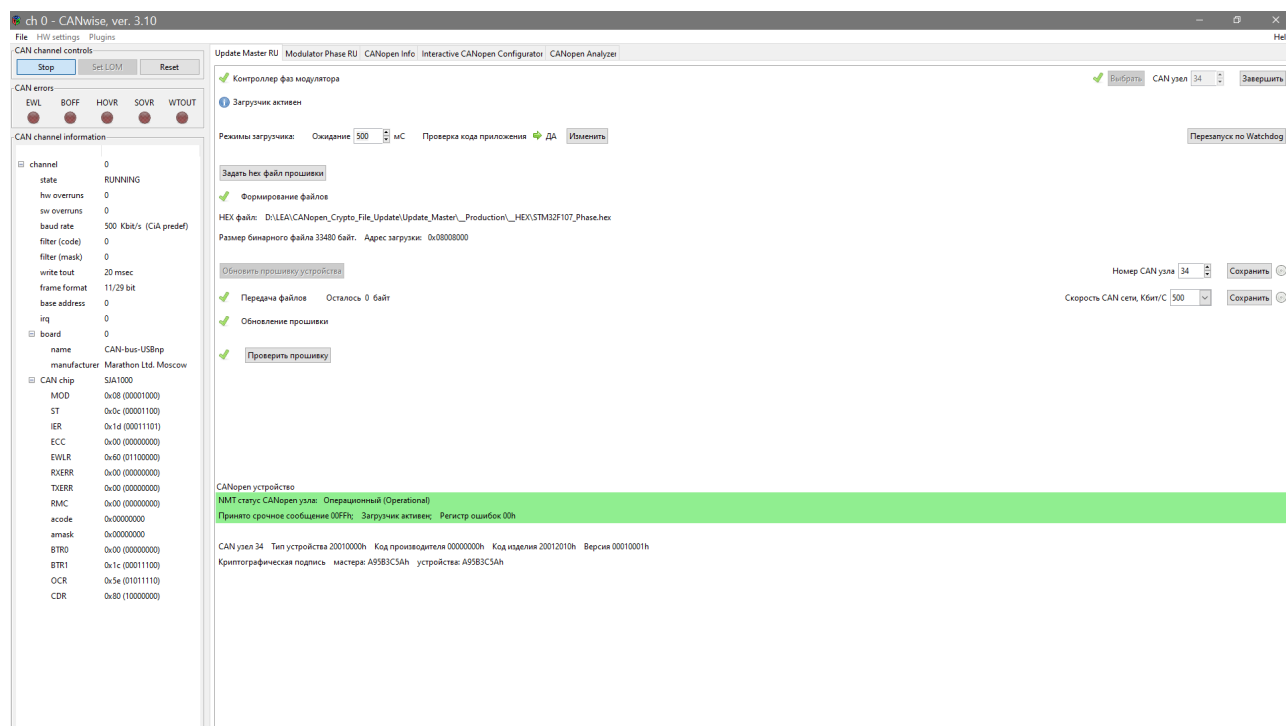 ch 0 - CANwise, ver. 3.10
File HW settings Plugins Hel
CAN channel controls
Stop Set LOM Reset
CAN errors
EWL BOFF HOVR SOVR WTOUT
CAN channel information
channel 0
state RUNNING
hw overruns 0
sw overruns 0
baud rate 500 Kbit/s (CiA predef)
filter (code) 0
filter (mask) 0
write tout 20 msec
frame format 11/29 bit
base address 0
irq 0
board 0
name CAN-bus-USBnp
manufacturer Marathon Ltd. Moscow
CAN chip SJA1000
MOD 0x08 (00001000)
ST 0x0c (00001100)
IER 0x1d (00011101)
ECC 0x00 (00000000)
EWLR 0x60 (01100000)
RXERR 0x00 (00000000)
TXERR 0x00 (00000000)
RMC 0x00 (00000000)
acode 0x00000000
amask 0x00000000
BTR0 0x00 (00000000)
BTR1 0x1c (00011100)
OCR 0x5e (01011110)
CDR 0x80 (10000000)
Update Master RU Modulator Phase RU CANopen Info Interactive CANopen Configurator CANopen Analyzer
Контроллер фаз модулятора Выбрать CAN узел 34 Завершить
Загрузчик активен
Режимы загрузчика: Ожидание 500 мС Проверка кода приложения ДА Изменить Перезапуск по Watchdog
Задать hex файл прошивки
Формирование файлов
HEX файл: D:\LEA\CANopen_Crypto_File_Update\Update_Master\__Production\__HEX\STM32F107_Phase.hex
Размер бинарного файла 33480 байт. Адрес загрузки: 0x08008000
Обновить прошивку устройства Номер CAN узла 34 Сохранить
Передача файлов Осталось 0 байт Скорость CAN сети, Кбит/С 500 Сохранить
Обновление прошивки
Проверить прошивку
CANopen устройство
NMT статус CANopen узла: Операционный (Operational)
Принято срочное сообщение 00FFh; Загрузчик активен; Регистр ошибок 00h
CAN узел 34 Тип устройства 20010000h Код производителя 00000000h Код изделия 20012010h Версия 00010001h
Криптографическая подпись мастера: A95B3C5Ah устройства: A95B3C5Ah